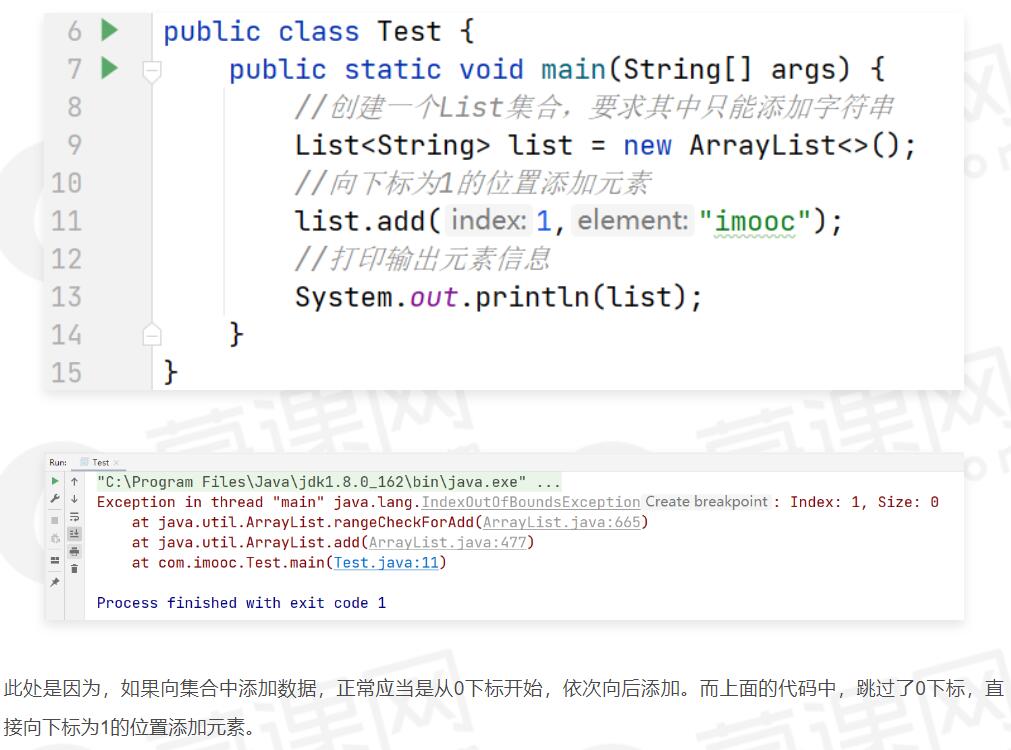 6 public class Test {
7 public static void main(String[] args) {
8 //创建一个List集合，要求其中只能添加字符串
9 List<String> list = new ArrayList<>();
10 //向下标为1的位置添加元素
11 list.add( index: 1, element: "imooc");
12 //打印输出元素信息
13 System.out.println(list);
14 }
15 }
Run: Test ×
"C:\Program Files\Java\jdk1.8.0_162\bin\java.exe" ...
Exception in thread "main" java.lang.IndexOutOfBoundsException Create breakpoint : Index: 1, Size: 0
at java.util.ArrayList.rangeCheckForAdd(ArrayList.java:665)
at java.util.ArrayList.add(ArrayList.java:477)
at com.imooc.Test.main(Test.java:11)
Process finished with exit code 1
此处是因为，如果向集合中添加数据，正常应当是从0下标开始，依次向后添加。而上面的代码中，跳过了0下标，直
接向下标为1的位置添加元素。
慕课网